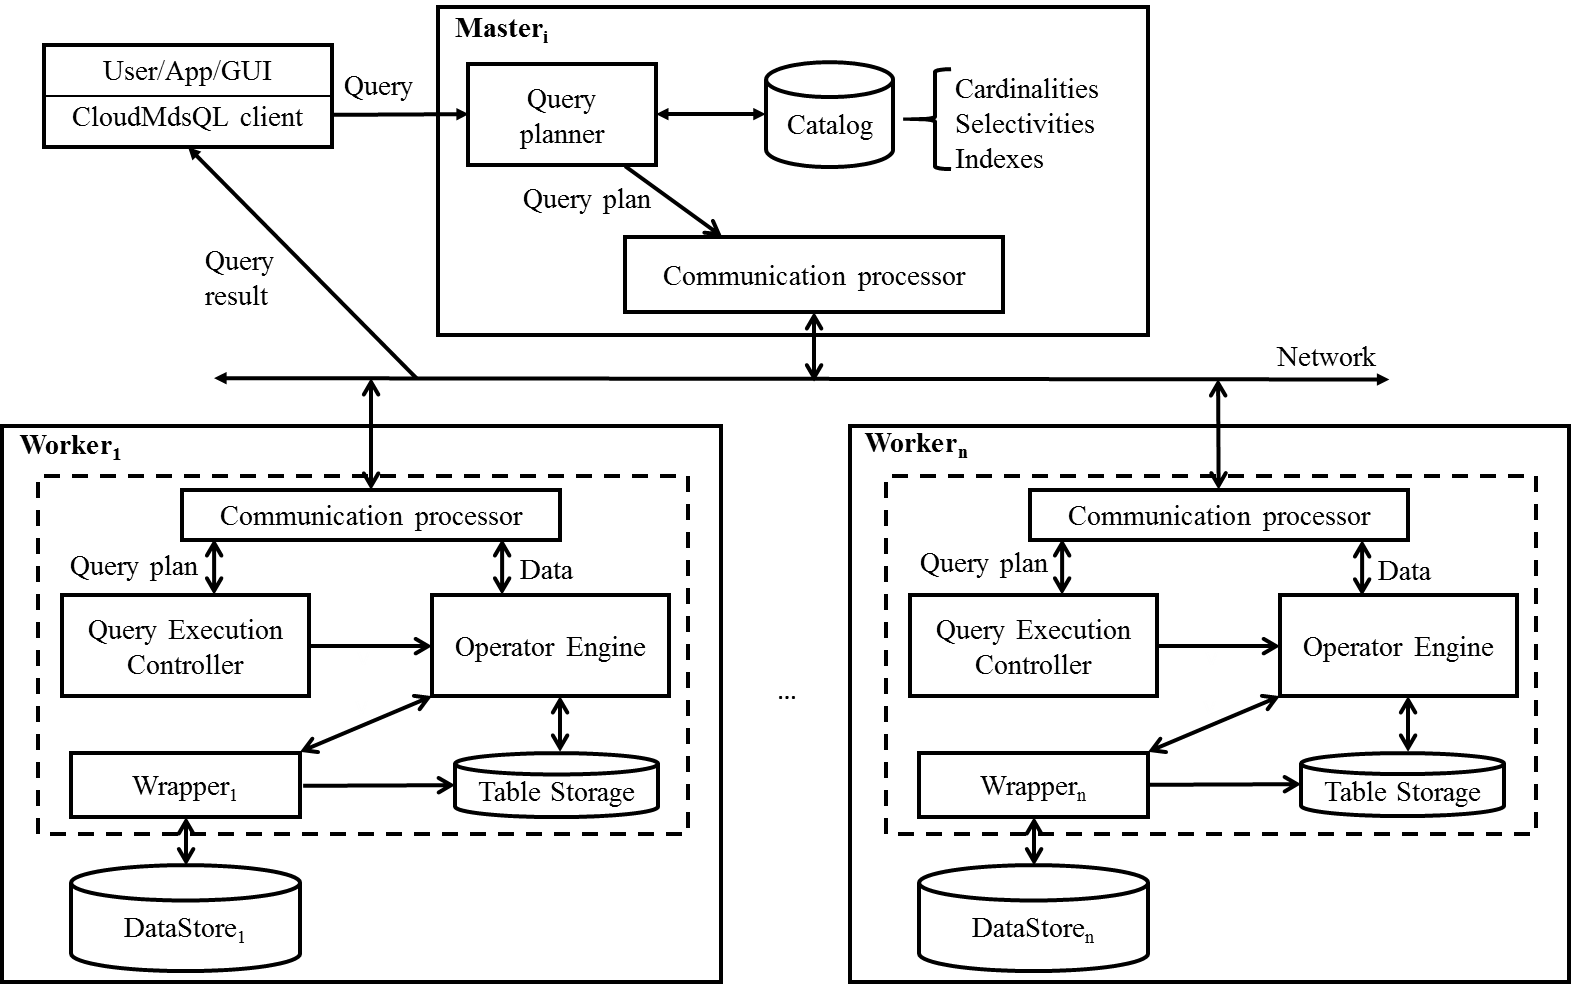 Masterᵢ
User/App/GUI
CloudMdsQL client
Query
Query
planner
Catalog
Cardinalities
Selectivities
Indexes
Query plan
Communication processor
Query
result
Network
Worker₁
Communication processor
Query plan
Data
Query Execution
Controller
Operator Engine
Wrapper₁
Table Storage
DataStore₁
...
Workerₙ
Communication processor
Query plan
Data
Query Execution
Controller
Operator Engine
Wrapperₙ
Table Storage
DataStoreₙ